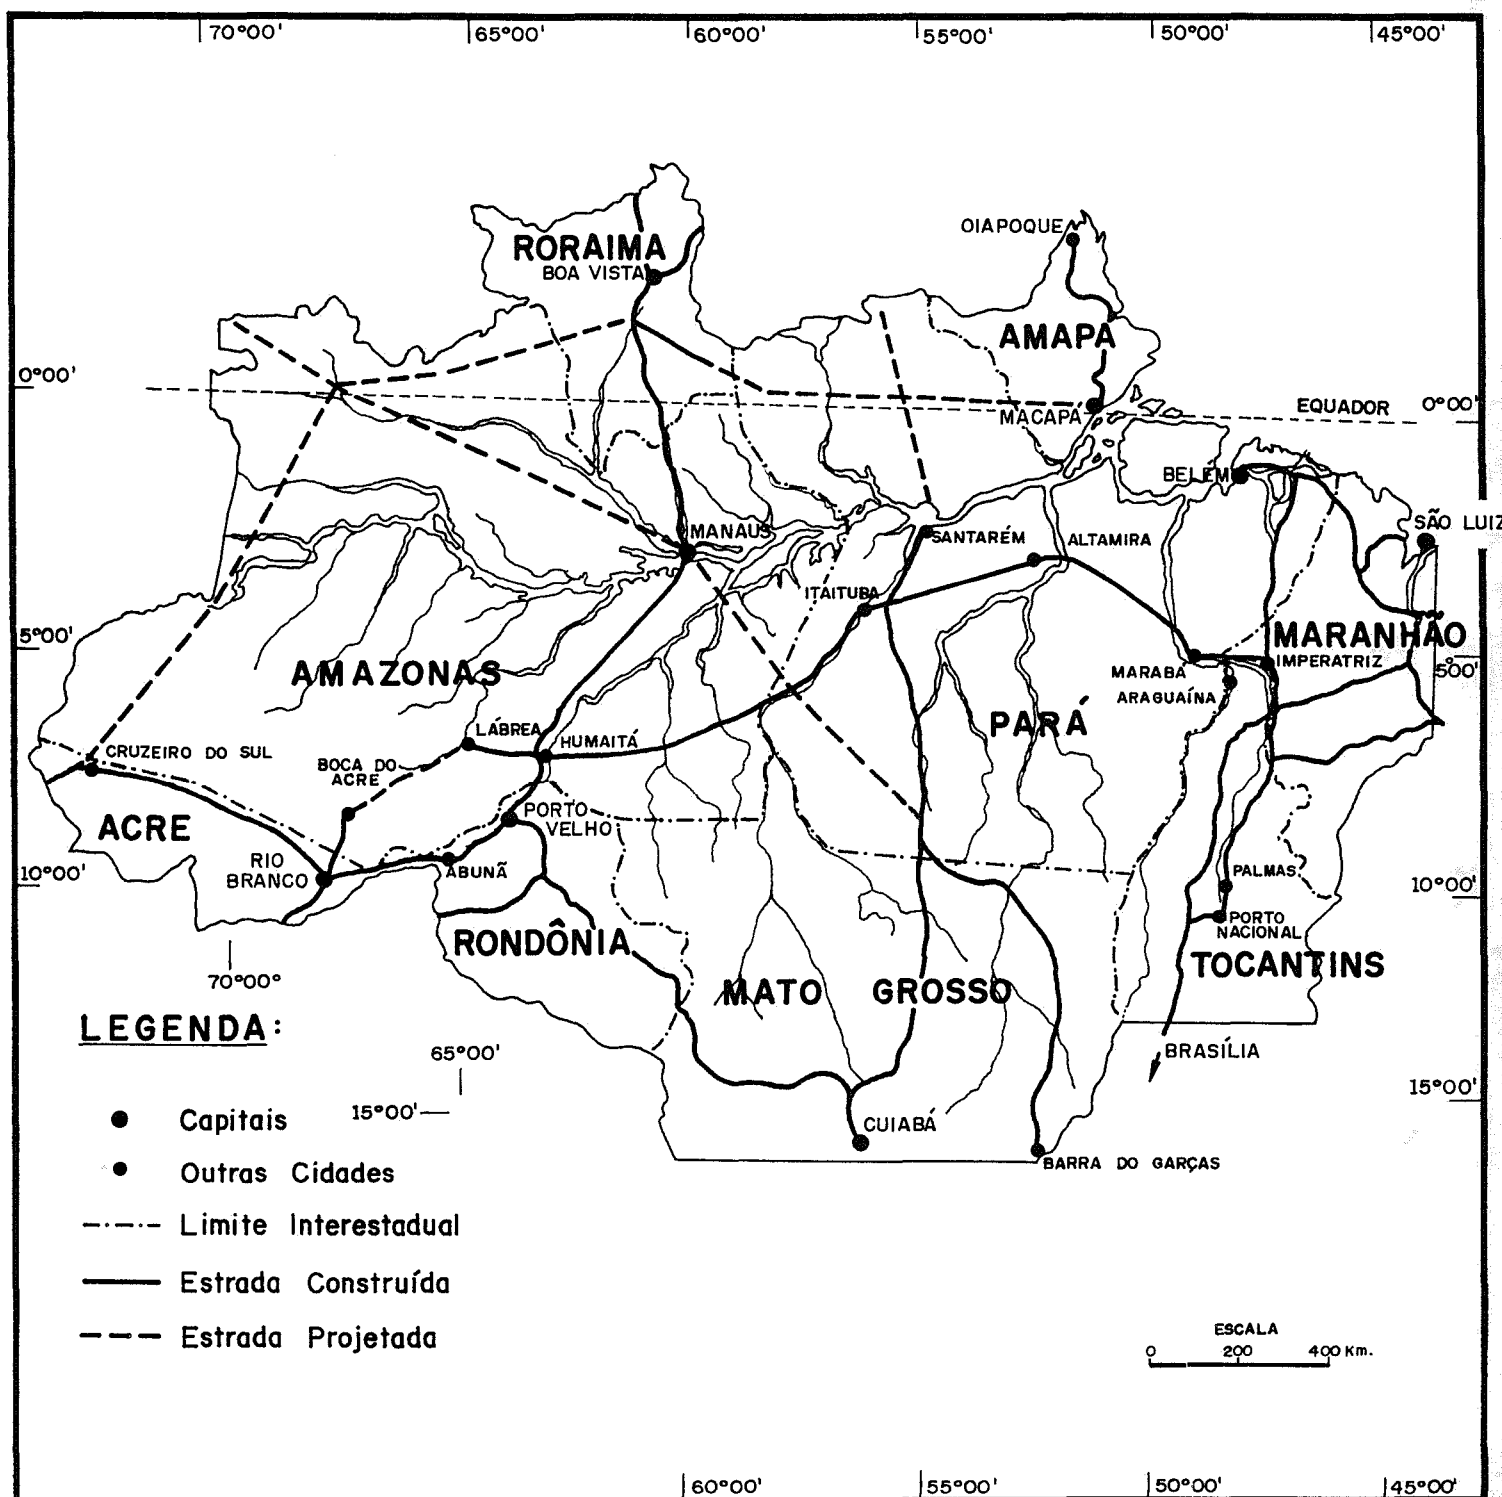 70°00'
65°00'
60°00'
55°00'
50°00'
45°00'
OIAPOQUE
RORAIMA
BOA VISTA
AMAPA
0°00'
MACAPÁ
EQUADOR
0°00'
BELEM
MANAUS
SANTARÉM
ALTAMIRA
SÃO LUIZ
ITAITUBA
5°00'
MARANHÃO
AMAZONAS
MARABÁ
IMPERATRIZ
5°00'
ARAGUAÍNA
PARÁ
LÁBREA
HUMAITÁ
CRUZEIRO DO SUL
BOCA DO
ACRE
ACRE
PORTO
VELHO
RIO
BRANCO
ABUNÃ
PALMAS
10°00'
10°00'
PORTO
NACIONAL
RONDÔNIA
TOCANTINS
70°00°
MATO GROSSO
LEGENDA:
65°00'
BRASÍLIA
15°00'
15°00'
Capitais
CUIABÁ
BARRA DO GARÇAS
Outras Cidades
Limite Interestadual
Estrada Construída
Estrada Projetada
ESCALA
0 200 400 Km.
60°00'
55°00'
50°00'
45°00'